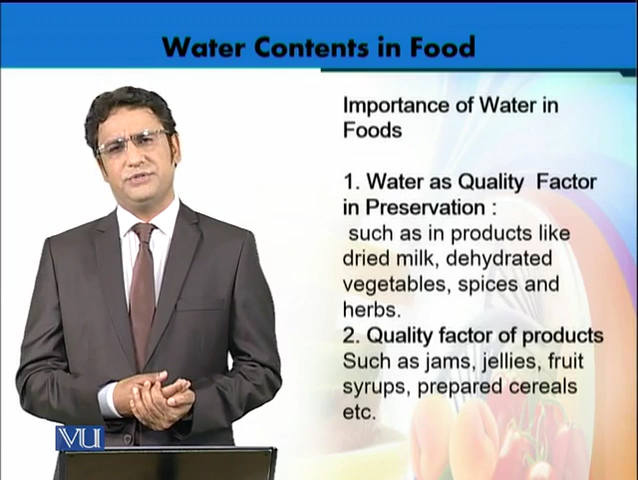 Water Contents in Food
Importance of Water in
Foods
1. Water as Quality Factor
in Preservation :
such as in products like
dried milk, dehydrated
vegetables, spices and
herbs.
2. Quality factor of products
Such as jams, jellies, fruit
syrups, prepared cereals
etc.
VU